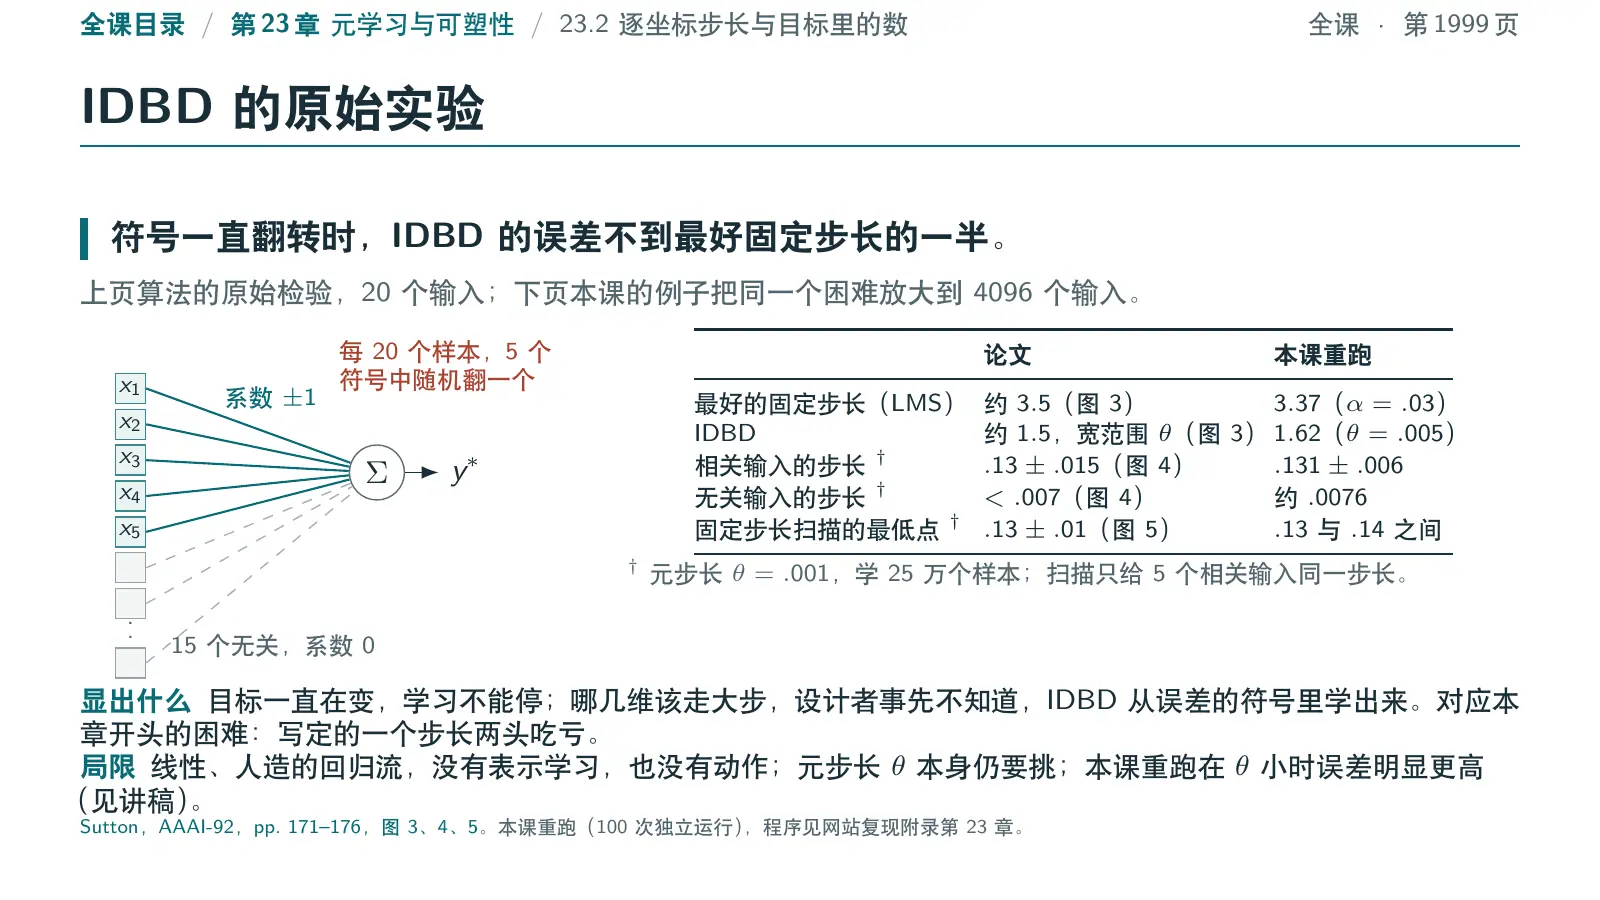 全课目录 / 第 23 章 元学习与可塑性 / 23.2 逐坐标步长与目标里的数
全课 · 第 1999 页
IDBD 的原始实验
符号一直翻转时，IDBD 的误差不到最好固定步长的一半。
上页算法的原始检验，20 个输入；下页本课的例子把同一个困难放大到 4096 个输入。
每 20 个样本，5 个
符号中随机翻一个
系数 ±1
x1
x2
x3
x4
x5
Σ
y*
15 个无关，系数 0
论文 本课重跑
最好的固定步长（LMS） 约 3.5（图 3） 3.37（α = .03）
IDBD 约 1.5，宽范围 θ（图 3） 1.62（θ = .005）
相关输入的步长 † .13 ± .015（图 4） .131 ± .006
无关输入的步长 † < .007（图 4） 约 .0076
固定步长扫描的最低点 † .13 ± .01（图 5） .13 与 .14 之间
† 元步长 θ = .001，学 25 万个样本；扫描只给 5 个相关输入同一步长。
显出什么 目标一直在变，学习不能停；哪几维该走大步，设计者事先不知道，IDBD 从误差的符号里学出来。对应本
章开头的困难：写定的一个步长两头吃亏。
局限 线性、人造的回归流，没有表示学习，也没有动作；元步长 θ 本身仍要挑；本课重跑在 θ 小时误差明显更高
（见讲稿）。
Sutton，AAAI-92，pp. 171–176，图 3、4、5。本课重跑（100 次独立运行），程序见网站复现附录第 23 章。